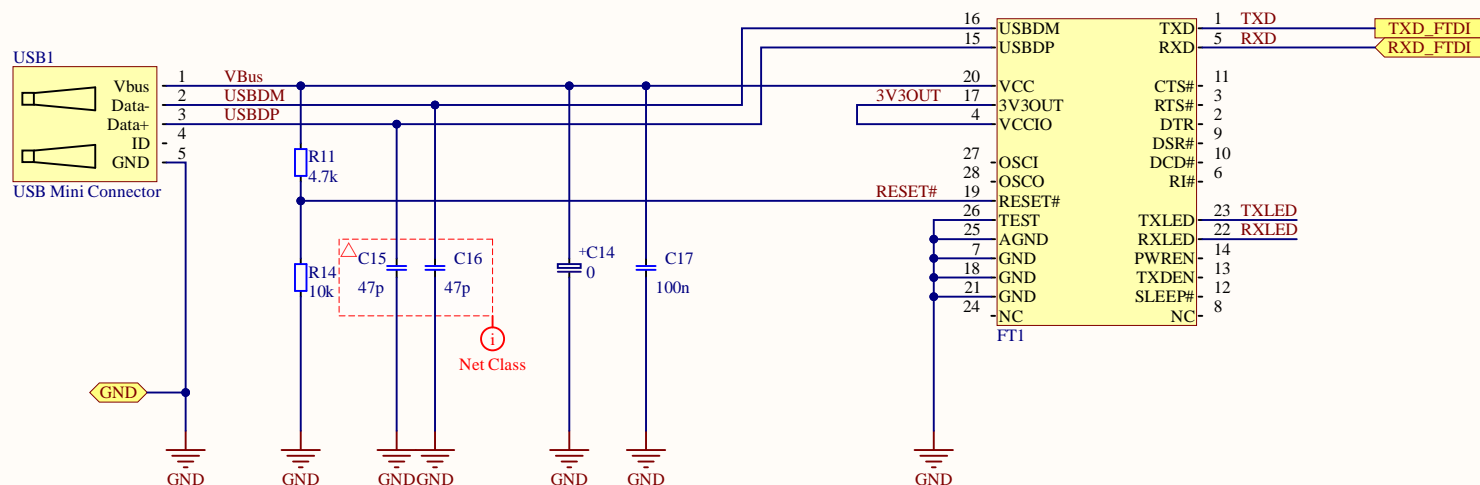 USB1
Vbus 1 VBus
Data- 2 USBDM
Data+ 3 USBDP
ID 4
GND 5
USB Mini Connector
GND
R11
4.7k
R14
10k
C15
47p
C16
47p
i
Net Class
+C14
0
C17
100n
RESET#
3V3OUT
16 USBDM TXD 1 TXD TXD_FTDI
15 USBDP RXD 5 RXD RXD_FTDI
20 VCC CTS# 11
17 3V3OUT RTS# 3
4 VCCIO DTR 2
DSR# 9
27 OSCI DCD# 10
28 OSCO RI# 6
19 RESET#
26 TEST TXLED 23 TXLED
25 AGND RXLED 22 RXLED
7 GND PWREN 14
18 GND TXDEN 13
21 GND SLEEP# 12
24 NC NC 8
FT1
GND GND GND GND GND GND GND